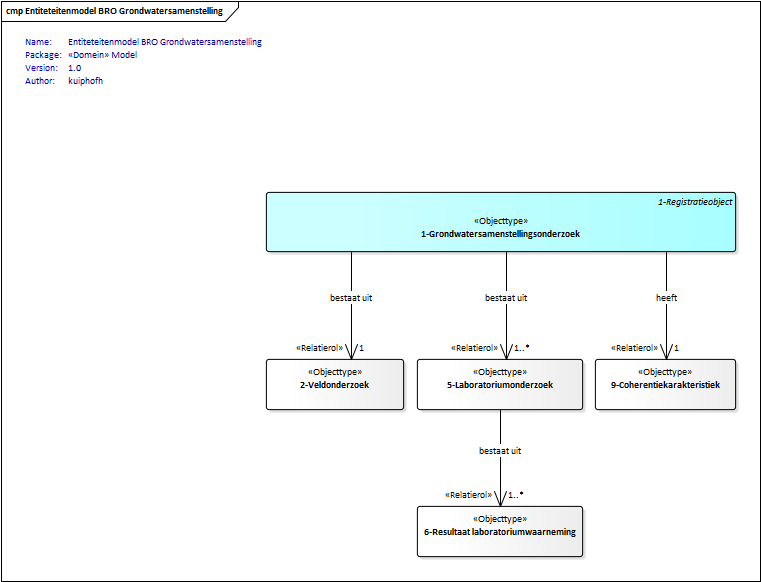 cmp Entiteteitenmodel BRO Grondwatersamenstelling
Name: Entiteteitenmodel BRO Grondwatersamenstelling
Package: «Domein» Model
Version: 1.0
Author: kuiphofh
1-Registratieobject
«Objecttype»
1-Grondwatersamenstellingsonderzoek
bestaat uit bestaat uit heeft
«Relatierol» 1 «Relatierol» 1..* «Relatierol» 1
«Objecttype» «Objecttype» «Objecttype»
2-Veldonderzoek 5-Laboratoriumonderzoek 9-Coherentiekarakteristiek
bestaat uit
«Relatierol» 1..*
«Objecttype»
6-Resultaat laboratoriumwaarneming